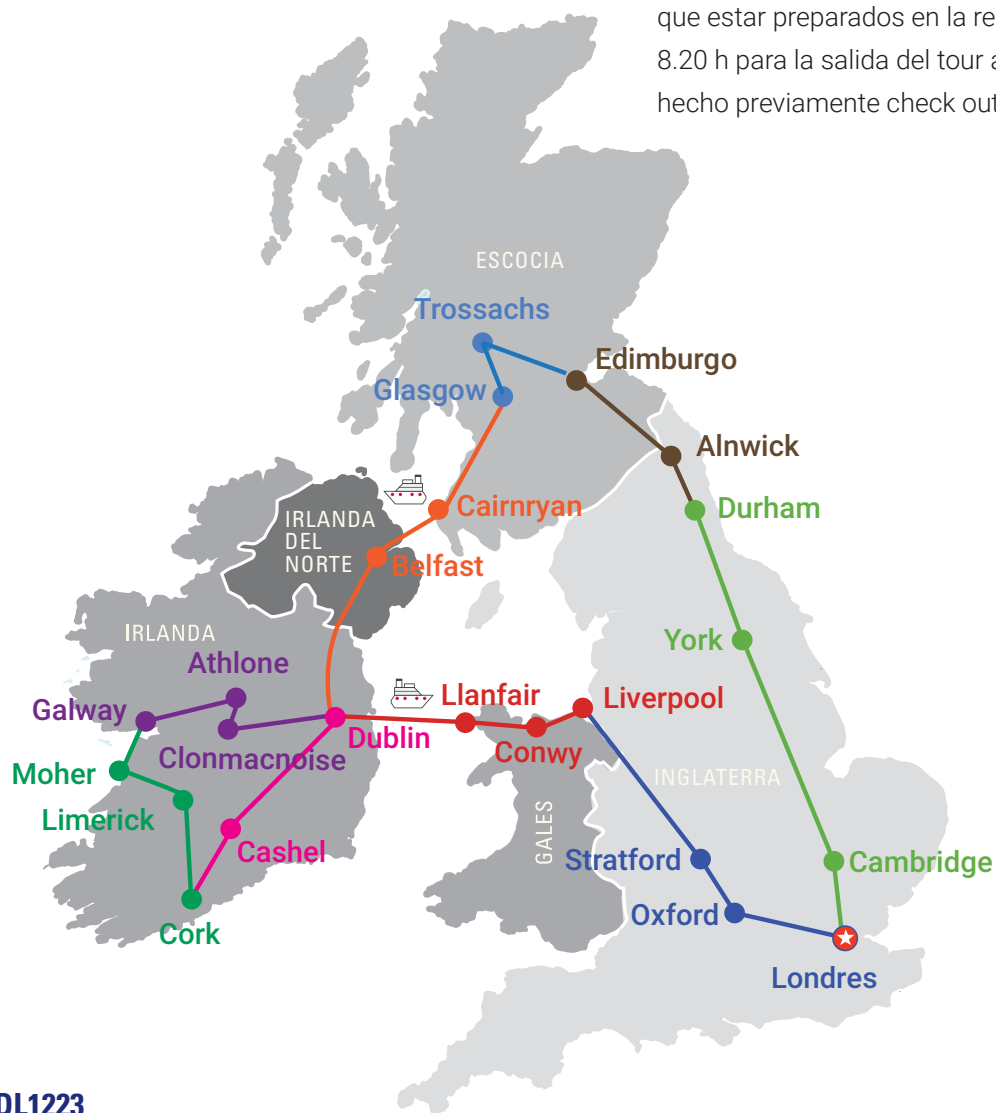 que estar preparados en la re
8.20 h para la salida del tour a
hecho previamente check out
ESCOCIA
Trossachs
Edimburgo
Glasgow
Alnwick
Cairnryan
Durham
IRLANDA
DEL
NORTE
Belfast
IRLANDA
York
Athlone
Llanfair
Liverpool
Galway
Dublin
Conwy
Clonmacnoise
Moher
INGLATERRA
Limerick
GALES
Cashel
Stratford
Cambridge
Oxford
Cork
Londres
DL1223